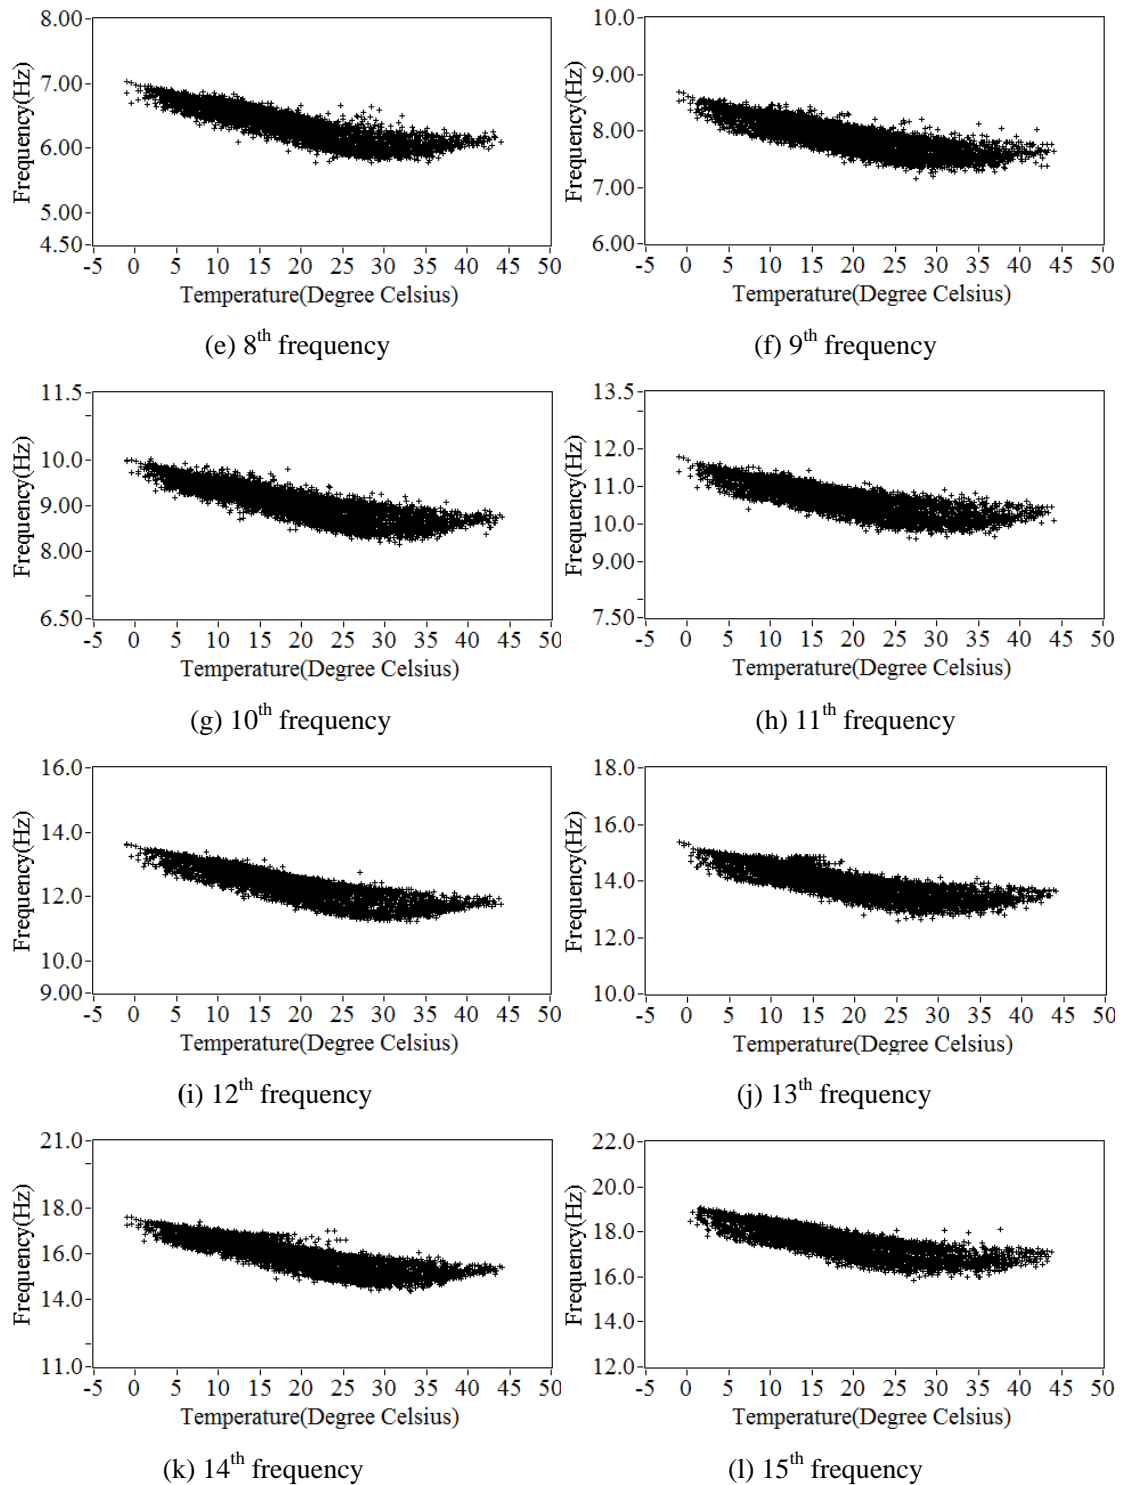 8.00
7.00
6.00
5.00
4.50
Frequency(Hz)
-5 0 5 10 15 20 25 30 35 40 45 50
Temperature(Degree Celsius)
(e) 8th frequency
10.0
9.00
8.00
7.00
6.00
Frequency(Hz)
-5 0 5 10 15 20 25 30 35 40 45 50
Temperature(Degree Celsius)
(f) 9th frequency
11.5
10.0
9.00
8.00
6.50
Frequency(Hz)
-5 0 5 10 15 20 25 30 35 40 45 50
Temperature(Degree Celsius)
(g) 10th frequency
13.5
12.0
11.0
10.0
9.00
7.50
Frequency(Hz)
-5 0 5 10 15 20 25 30 35 40 45 50
Temperature(Degree Celsius)
(h) 11th frequency
16.0
14.0
12.0
10.0
9.00
Frequency(Hz)
-5 0 5 10 15 20 25 30 35 40 45 50
Temperature(Degree Celsius)
(i) 12th frequency
18.0
16.0
14.0
12.0
10.0
Frequency(Hz)
-5 0 5 10 15 20 25 30 35 40 45 50
Temperature(Degree Celsius)
(j) 13th frequency
21.0
18.0
16.0
14.0
11.0
Frequency(Hz)
-5 0 5 10 15 20 25 30 35 40 45 50
Temperature(Degree Celsius)
(k) 14th frequency
22.0
20.0
18.0
16.0
14.0
12.0
Frequency(Hz)
-5 0 5 10 15 20 25 30 35 40 45 50
Temperature(Degree Celsius)
(l) 15th frequency